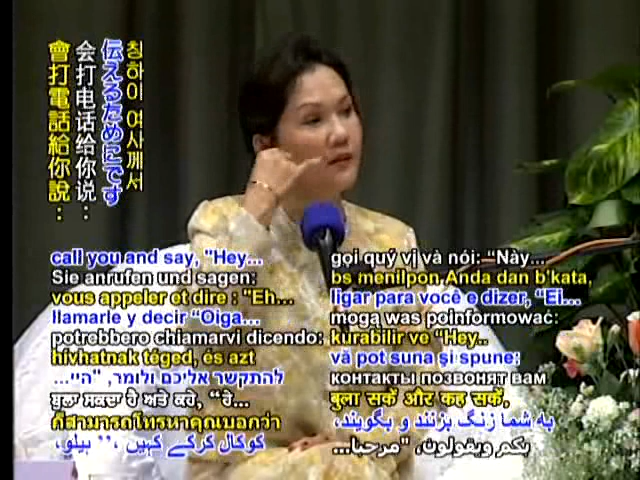 칭하이 여사께서
伝えるためにです
会打电话给你说：
會打電話給你說：
call you and say, "Hey...
Sie anrufen und sagen:
vous appeler et dire : "Eh...
llamarle y decir “Oiga...
potrebbero chiamarvi dicendo:
hívhatnak téged, és azt
להתקשר אליכם ולומר, "היי...
ਬੁਲਾ ਸਕਦਾ ਹੈ ਅਤੇ ਕਹੇ, “ਹੇ...
ก็สามารถโทรหาคุณบอกว่า
کوکال کرکے کہیں ،’’ ہیلو،
gọi quý vị và nói: “Này...
bs menilpon Anda dan b'kata,
ligar para você e dizer, “Ei...
mogą was poinformować:
kurabilir ve “Hey..
vă pot suna şi spune:
контакты позвонят вам
बुला सकें और कह सकें,
به شما زنگ بزنند و بگویند،
بكم ويقولون، "مرحبا...